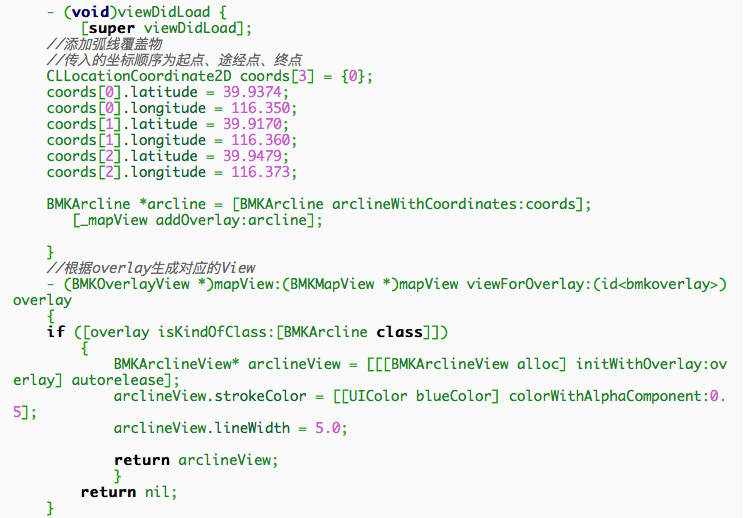 - (void)viewDidLoad {
[super viewDidLoad];
//添加弧线覆盖物
//传入的坐标顺序为起点、途经点、终点
CLLocationCoordinate2D coords[3] = {0};
coords[0].latitude = 39.9374;
coords[0].longitude = 116.350;
coords[1].latitude = 39.9170;
coords[1].longitude = 116.360;
coords[2].latitude = 39.9479;
coords[2].longitude = 116.373;
BMKArcline *arcline = [BMKArcline arclineWithCoordinates:coords];
[_mapView addOverlay:arcline];
}
//根据overlay生成对应的View
- (BMKOverlayView *)mapView:(BMKMapView *)mapView viewForOverlay:(id<bmkoverlay>)
overlay
{
if ([overlay isKindOfClass:[BMKArcline class]])
{
BMKArclineView* arclineView = [[[BMKArclineView alloc] initWithOverlay:ov
erlay] autorelease];
arclineView.strokeColor = [[UIColor blueColor] colorWithAlphaComponent:0.
5];
arclineView.lineWidth = 5.0;
return arclineView;
}
return nil;
}